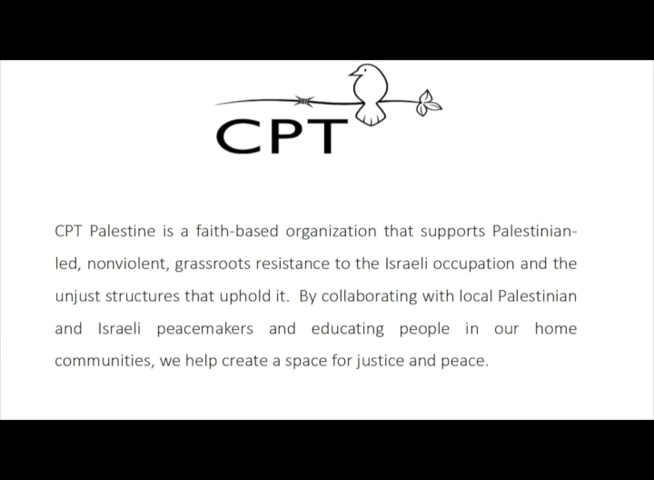 CPT
CPT Palestine is a faith-based organization that supports Palestinian-
led, nonviolent, grassroots resistance to the Israeli occupation and the
unjust structures that uphold it. By collaborating with local Palestinian
and Israeli peacemakers and educating people in our home
communities, we help create a space for justice and peace.